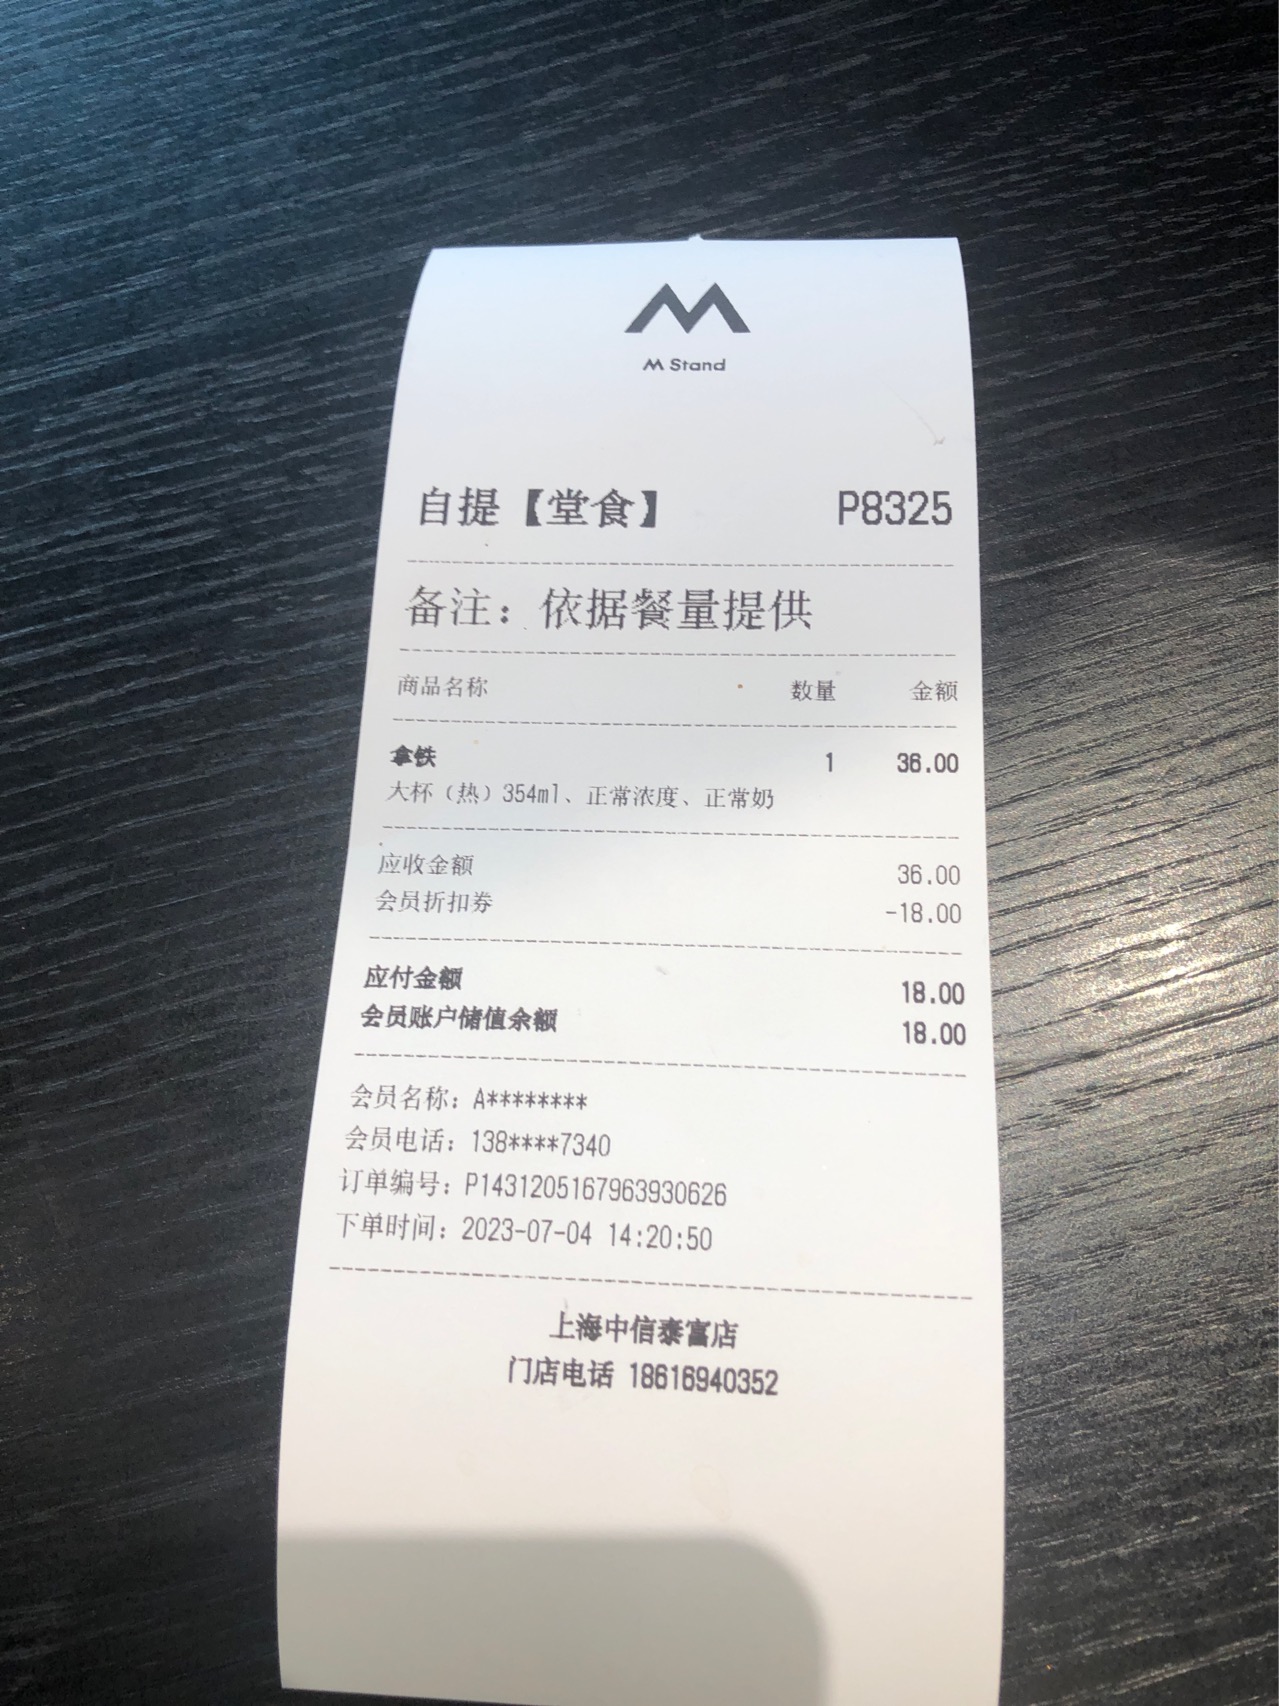 M Stand
自提【堂食】 P8325
备注：依据餐量提供
商品名称 数量 金额
拿铁 1 36.00
大杯（热）354ml、正常浓度、正常奶
应收金额 36.00
会员折扣券 -18.00
应付金额 18.00
会员账户储值余额 18.00
会员名称：A********
会员电话：138****7340
订单编号：P14312051679639306​26
下单时间：2023-07-04 14:20:50
上海中信泰富店
门店电话 18616940352